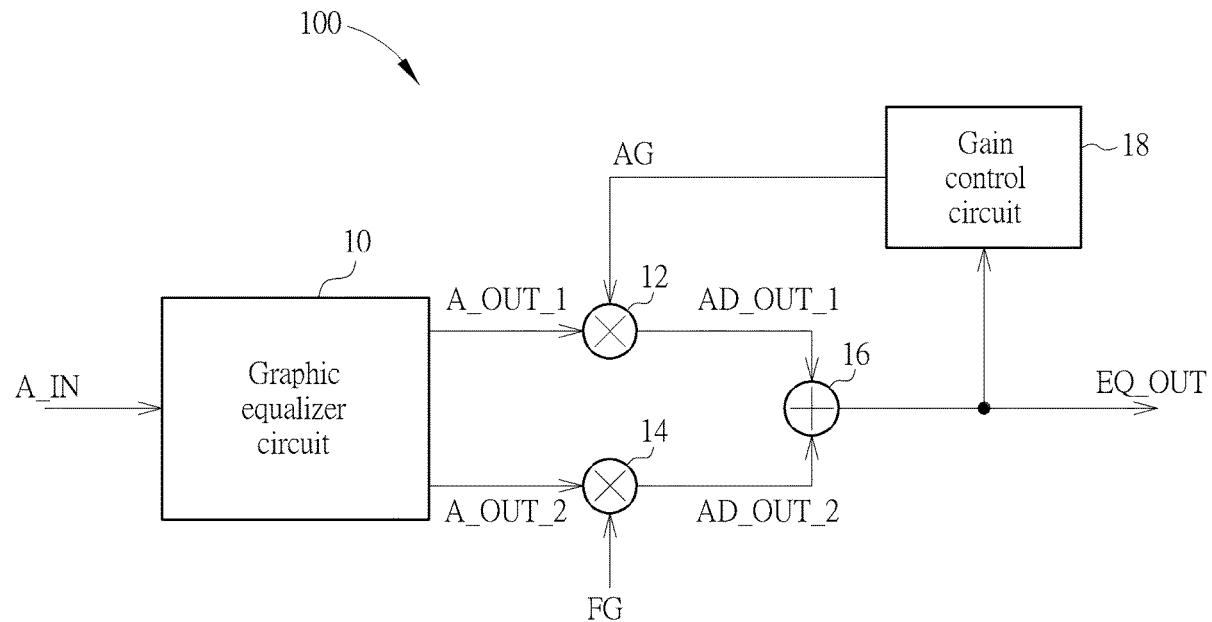 100
Gain
control
circuit
18
AG
10
A_OUT_1
12
AD_OUT_1
A_IN
Graphic
equalizer
circuit
16
EQ_OUT
14
A_OUT_2
AD_OUT_2
FG